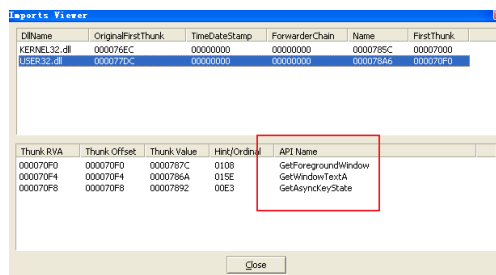 Imports Viewer
DllName OriginalFirstThunk TimeDateStamp ForwarderChain Name FirstThunk
KERNEL32.dll 000076EC 00000000 00000000 0000785C 00007000
USER32.dll 000077DC 00000000 00000000 000078A6 000070F0
Thunk RVA Thunk Offset Thunk Value Hint/Ordinal API Name
000070F0 000070F0 0000787C 0108 GetForegroundWindow
000070F4 000070F4 0000786A 015E GetWindowTextA
000070F8 000070F8 00007892 00E3 GetAsyncKeyState
Close